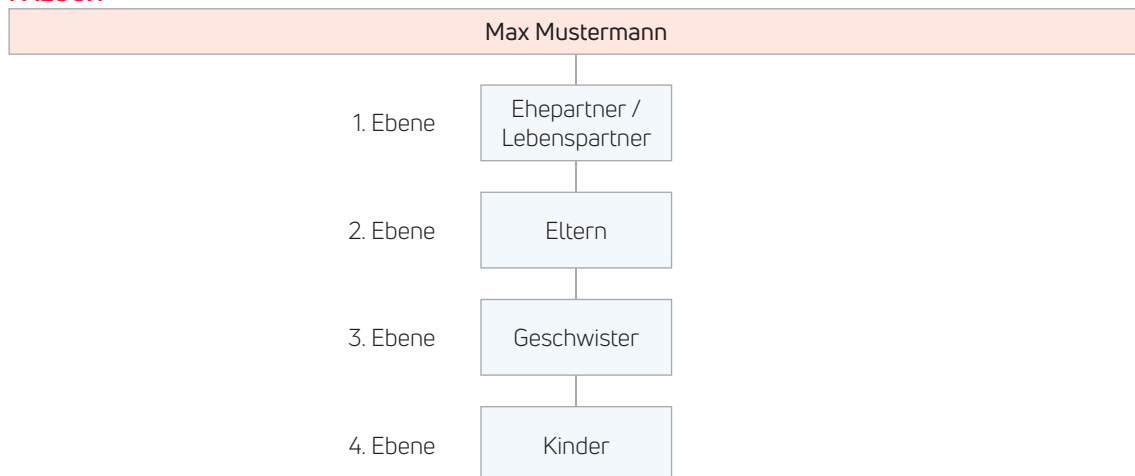 Max Mustermann
1. Ebene
Ehepartner /
Lebenspartner
2. Ebene
Eltern
3. Ebene
Geschwister
4. Ebene
Kinder